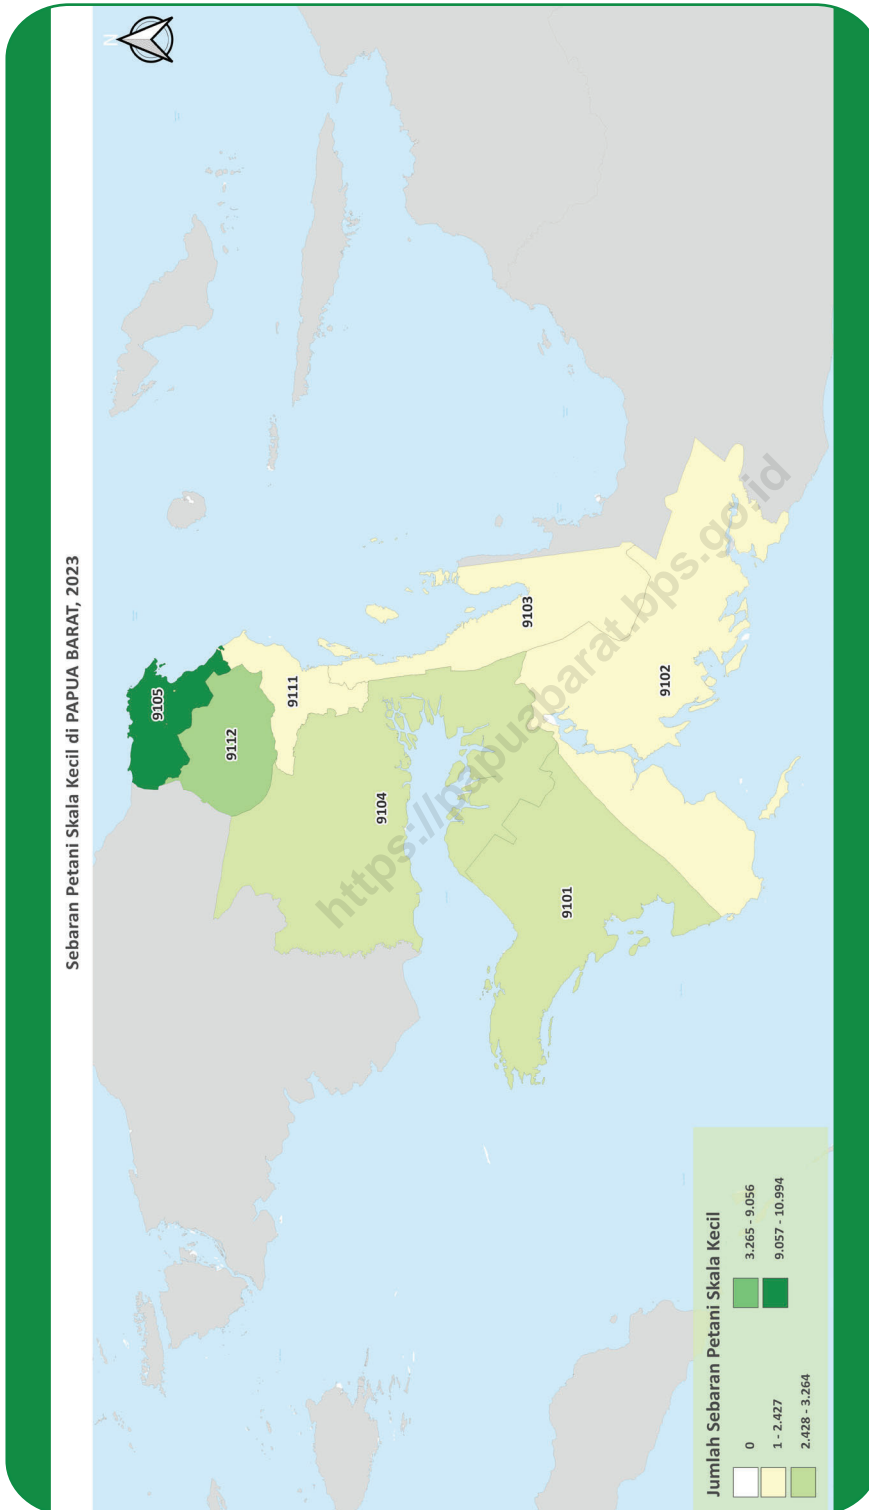 Sebaran Petani Skala Kecil di PAPUA BARAT, 2023
N
9105
9112
9111
9104
9103
9101
9102
https://papuabarat.bps.go.id
Jumlah Sebaran Petani Skala Kecil
0
1 - 2.427
2.428 - 3.264
3.265 - 9.056
9.057 - 10.994